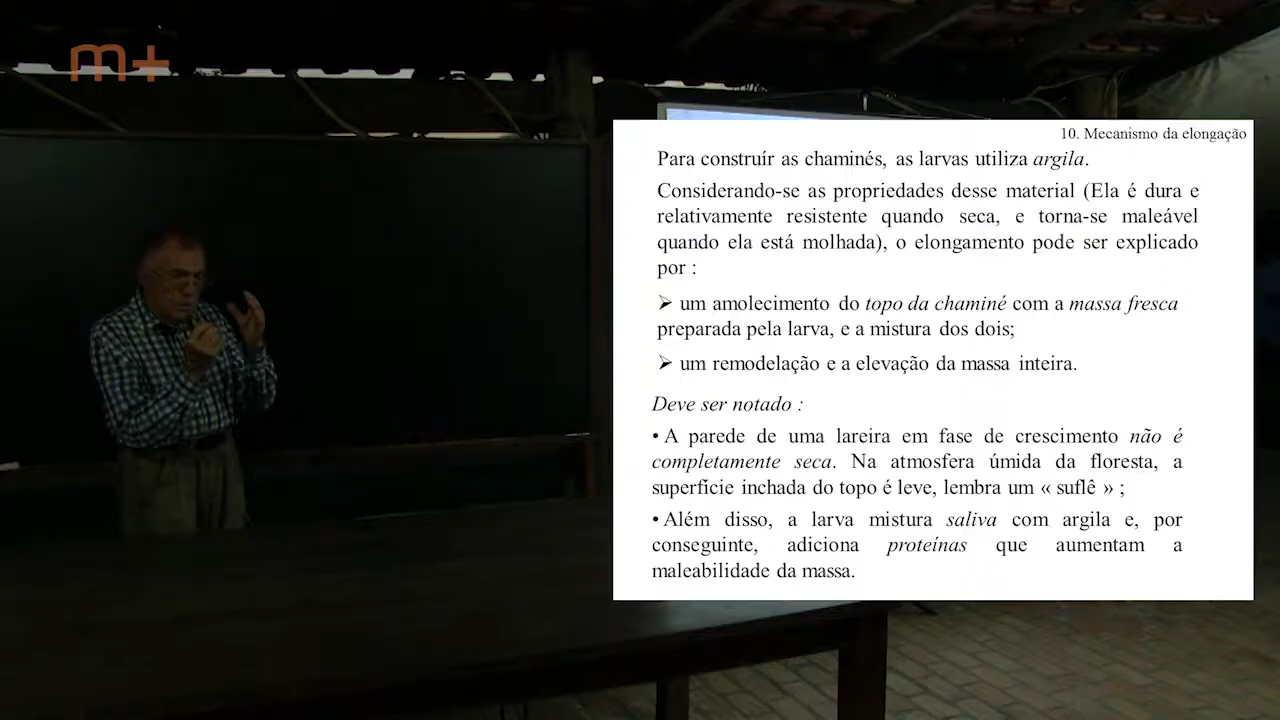 m+
10. Mecanismo da elongação
Para construír as chaminés, as larvas utiliza argila.
Considerando-se as propriedades desse material (Ela é dura e
relativamente resistente quando seca, e torna-se maleável
quando ela está molhada), o elongamento pode ser explicado
por :
➢ um amolecimento do topo da chaminé com a massa fresca
preparada pela larva, e a mistura dos dois;
➢ um remodelação e a elevação da massa inteira.
Deve ser notado :
• A parede de uma lareira em fase de crescimento não é
completamente seca. Na atmosfera úmida da floresta, a
superfície inchada do topo é leve, lembra um « suflê » ;
• Além disso, a larva mistura saliva com argila e, por
conseguinte, adiciona proteínas que aumentam a
maleabilidade da massa.